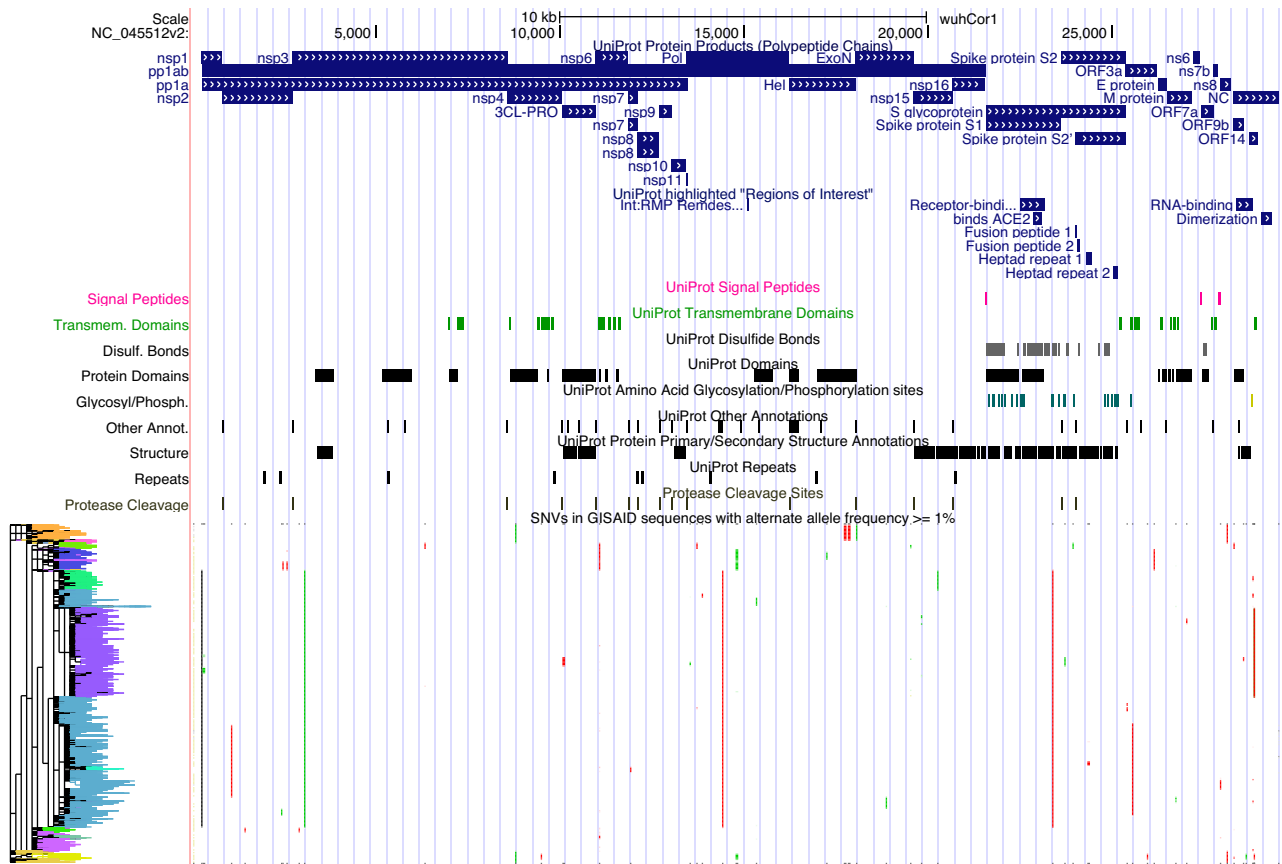 Scale 10 kb wuhCor1
NC_045512v2: 5,000 10,000 15,000 20,000 25,000
UniProt Protein Products (Polypeptide Chains)
nsp1 nsp3 nsp6 Pol ExoN Spike protein S2 ns6
pp1ab ORF3a ns7b
pp1a Hel nsp16 E protein ns8
nsp2 nsp4 nsp7 nsp15 M protein NC
3CL-PRO nsp9 S glycoprotein ORF7a
nsp7 Spike protein S1 ORF9b
nsp8 Spike protein S2' ORF14
nsp8
nsp10
nsp11
UniProt highlighted "Regions of Interest"
Int:RMP Remdes... Receptor-bindi... RNA-binding
binds ACE2 Dimerization
Fusion peptide 1
Fusion peptide 2
Heptad repeat 1
Heptad repeat 2
UniProt Signal Peptides
Signal Peptides
UniProt Transmembrane Domains
Transmem. Domains
UniProt Disulfide Bonds
Disulf. Bonds
UniProt Domains
Protein Domains
UniProt Amino Acid Glycosylation/Phosphorylation sites
Glycosyl/Phosph.
UniProt Other Annotations
Other Annot.
UniProt Protein Primary/Secondary Structure Annotations
Structure
UniProt Repeats
Repeats
Protease Cleavage Sites
Protease Cleavage
SNVs in GISAID sequences with alternate allele frequency >= 1%